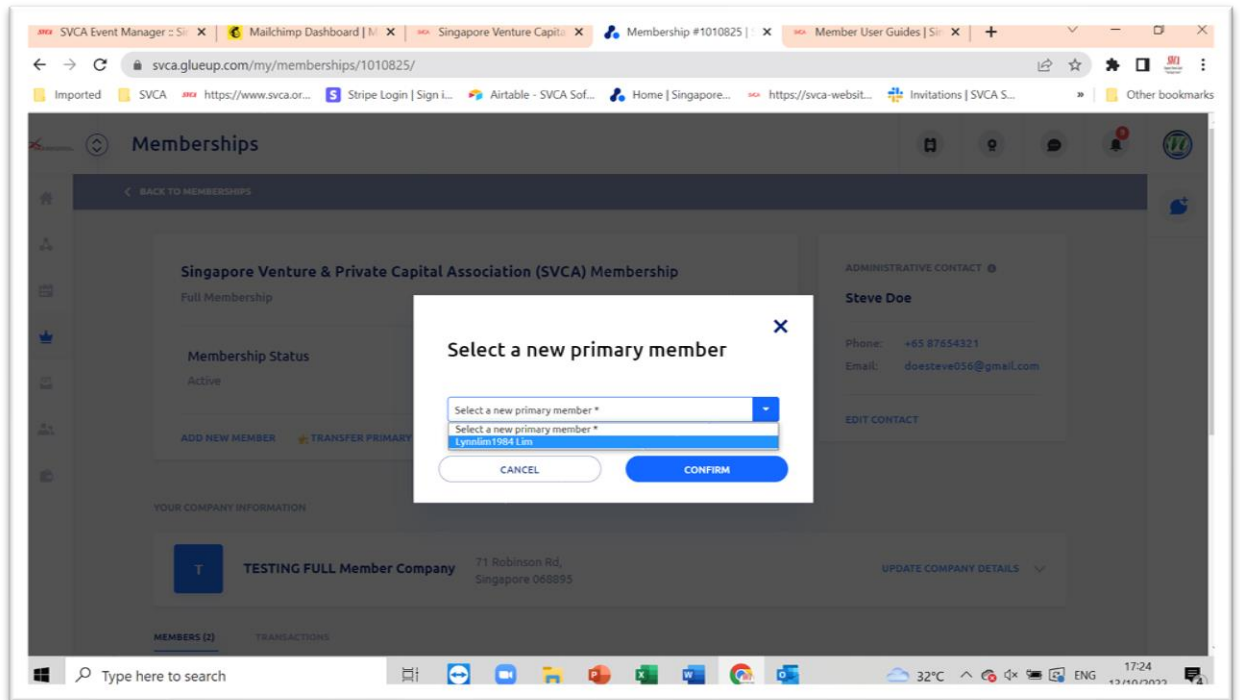 SVCA Event Manager :: Si
Mailchimp Dashboard | M
Singapore Venture Capita
Membership #1010825 |
Member User Guides | Sin
svca.glueup.com/my/memberships/1010825/
Imported
SVCA
https://www.svca.or...
Stripe Login | Sign i...
Airtable - SVCA Sof...
Home | Singapore...
https://svca-websit...
Invitations | SVCA S...
»
Other bookmarks
Memberships
9
BACK TO MEMBERSHIPS
Singapore Venture & Private Capital Association (SVCA) Membership
Full Membership
Membership Status
Active
ADD NEW MEMBER
TRANSFER PRIMARY
ADMINISTRATIVE CONTACT
Steve Doe
Phone: +65 87654321
Email: doesteve056@gmail.com
EDIT CONTACT
Select a new primary member
Select a new primary member *
Select a new primary member *
Lynnlim1984 Lim
CANCEL
CONFIRM
YOUR COMPANY INFORMATION
T
TESTING FULL Member Company
71 Robinson Rd,
Singapore 068895
UPDATE COMPANY DETAILS
MEMBERS (2)
TRANSACTIONS
Type here to search
32°C
ENG
17:24
13/10/2022
4